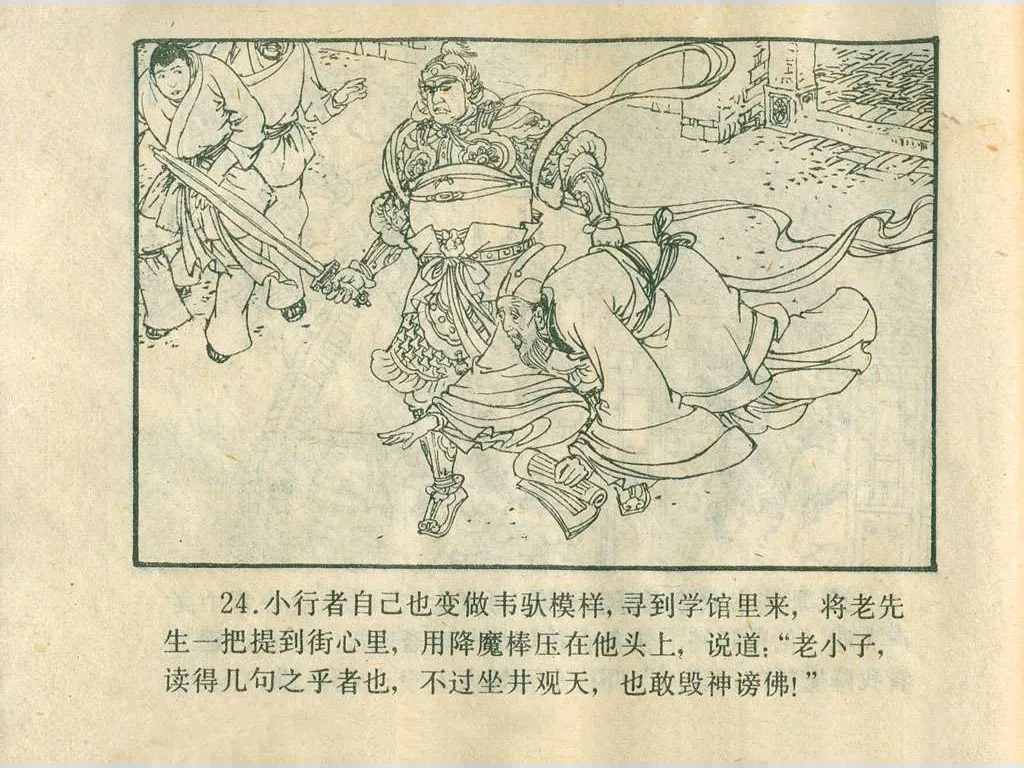 24.小行者自己也变做韦驮模样,寻到学馆里来, 将老先
生一把提到街心里, 用降魔棒压在他头上, 说道:“老小子,
读得几句之乎者也, 不过坐井观天, 也敢毁神谤佛!”